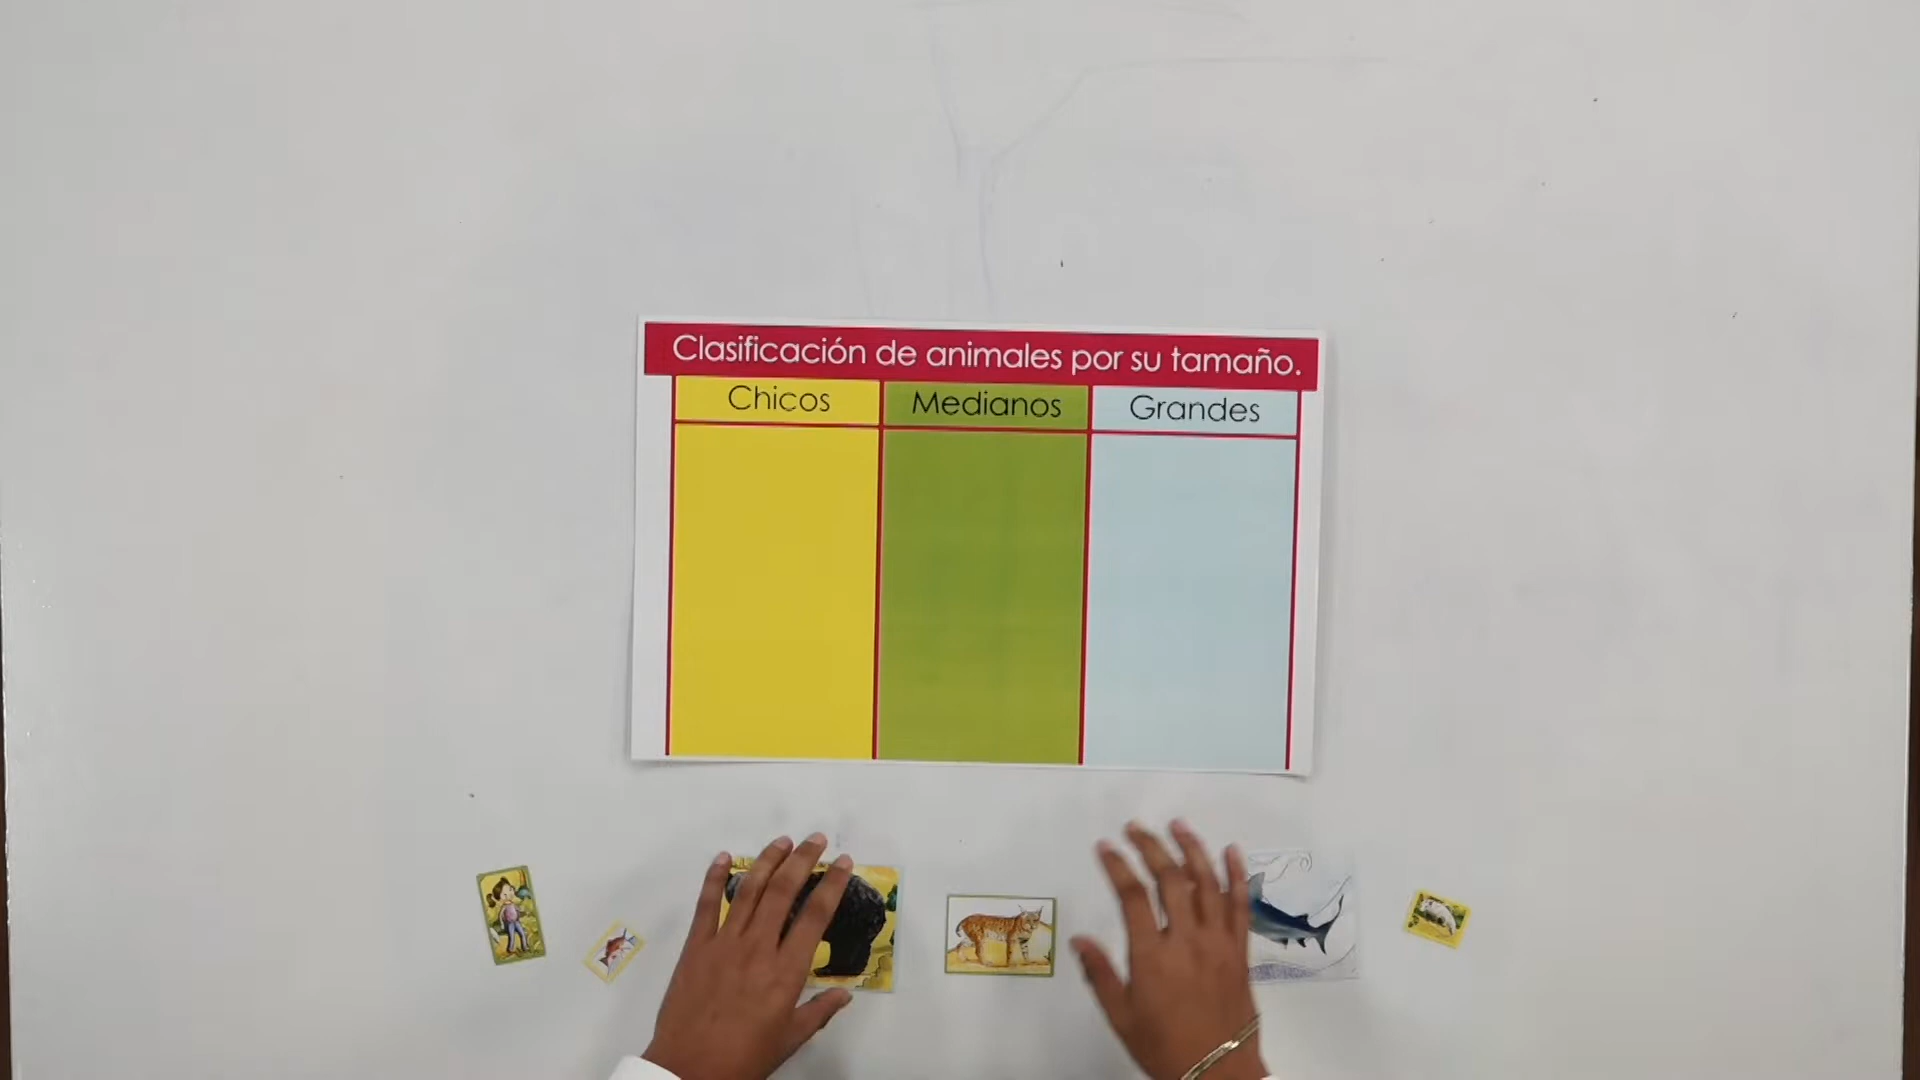 Clasificación de animales por su tamaño.
Chicos
Medianos
Grandes